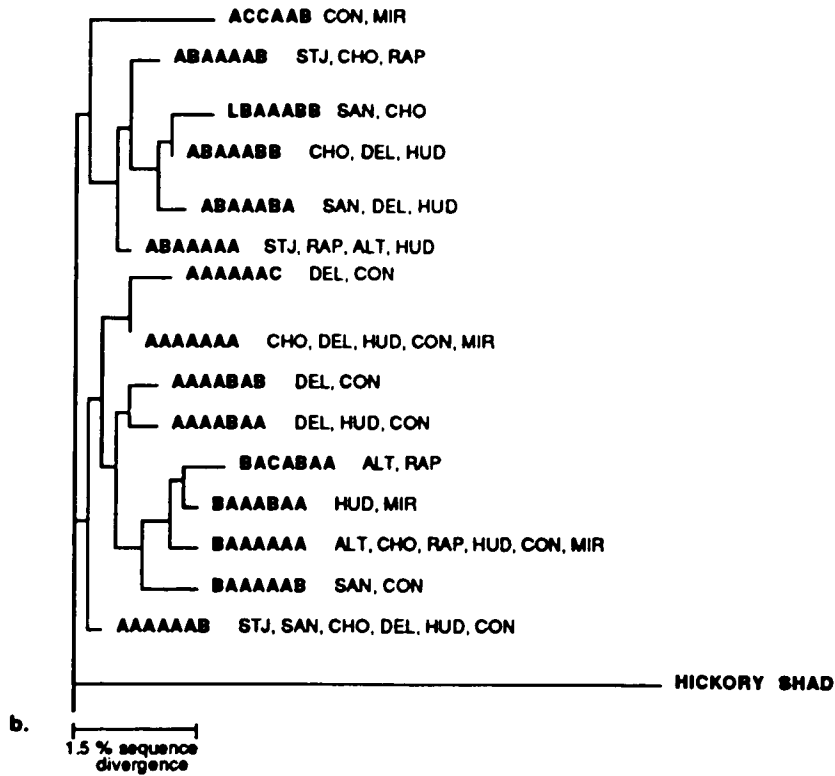 ACCAAB CON, MIR
ABAAAAB STJ, CHO, RAP
LBAAABB SAN, CHO
ABAAABB CHO, DEL, HUD
ABAAABA SAN, DEL, HUD
ABAAAAA STJ, RAP, ALT, HUD
AAAAAAC DEL, CON
AAAAAAA CHO, DEL, HUD, CON, MIR
AAAABAB DEL, CON
AAAABAA DEL, HUD, CON
BACABAA ALT, RAP
BAAABAA HUD, MIR
BAAAAAA ALT, CHO, RAP, HUD, CON, MIR
BAAAAAB SAN, CON
AAAAAAB STJ, SAN, CHO, DEL, HUD, CON
HICKORY SHAD
b.
1.5 % sequence
divergence